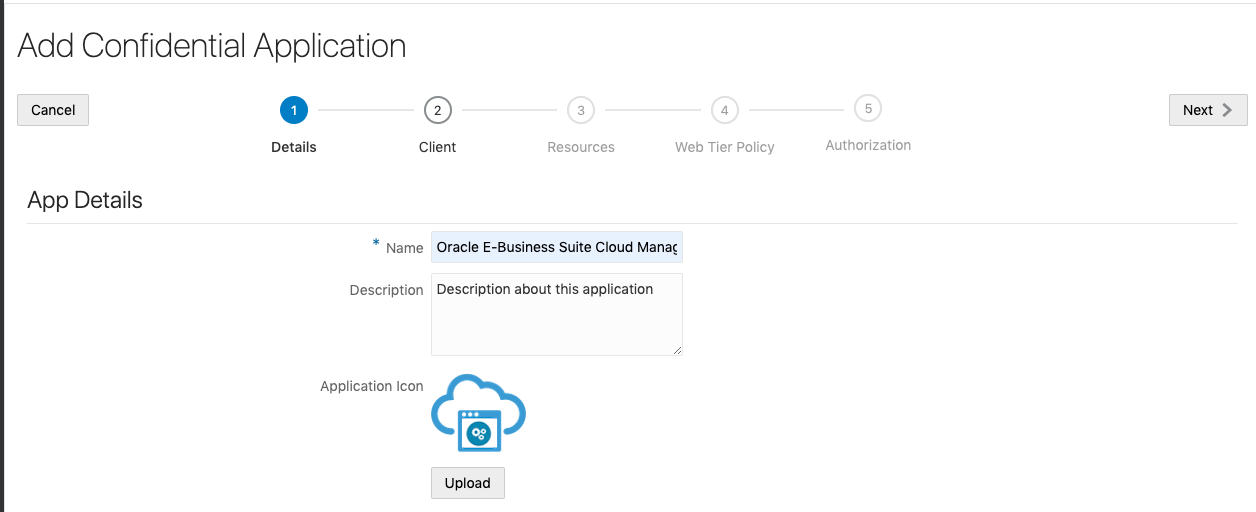 Add Confidential Application
Cancel
1
2
3
4
5
Next
Details
Client
Resources
Web Tier Policy
Authorization
App Details
* Name
Oracle E-Business Suite Cloud Manag
Description
Description about this application
Application Icon
Upload